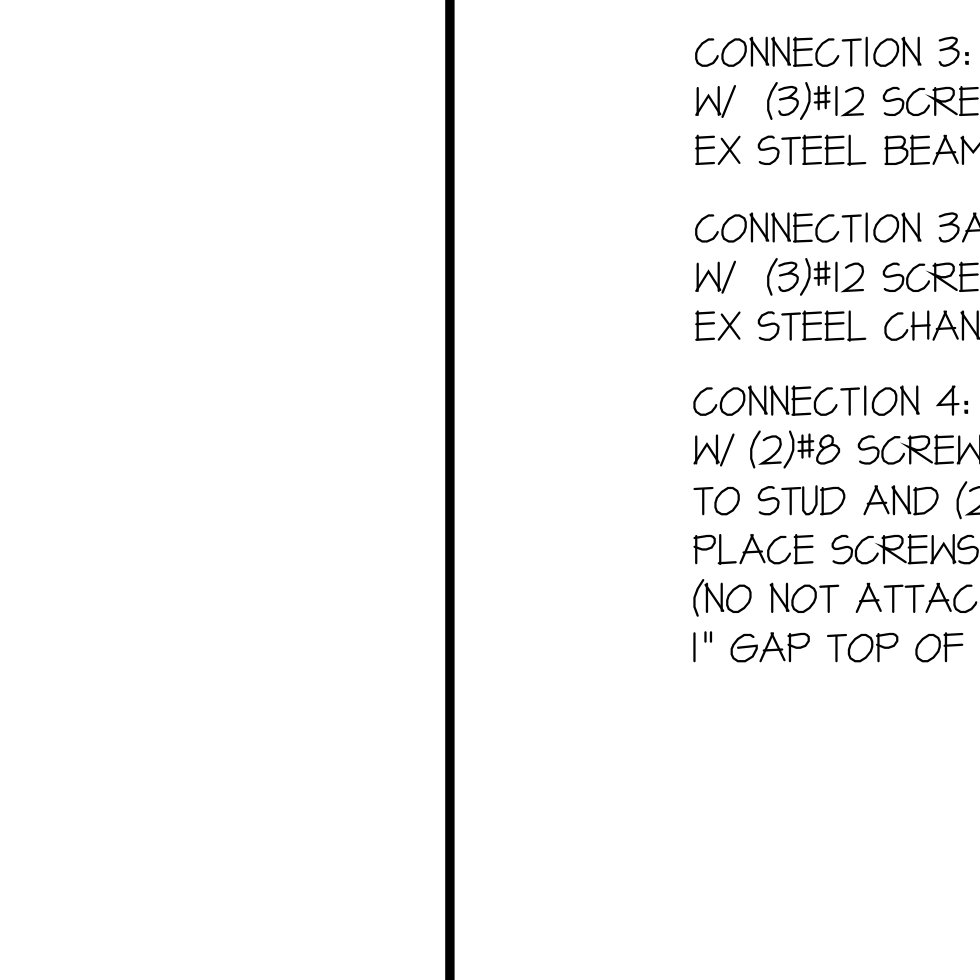 CONNECTION 3:
W/ (3)#12 SCRE
EX STEEL BEAM
CONNECTION 3A
W/ (3)#12 SCRE
EX STEEL CHAN
CONNECTION 4:
W/ (2)#8 SCREW
TO STUD AND (2
PLACE SCREWS
(NO NOT ATTAC
1" GAP TOP OF